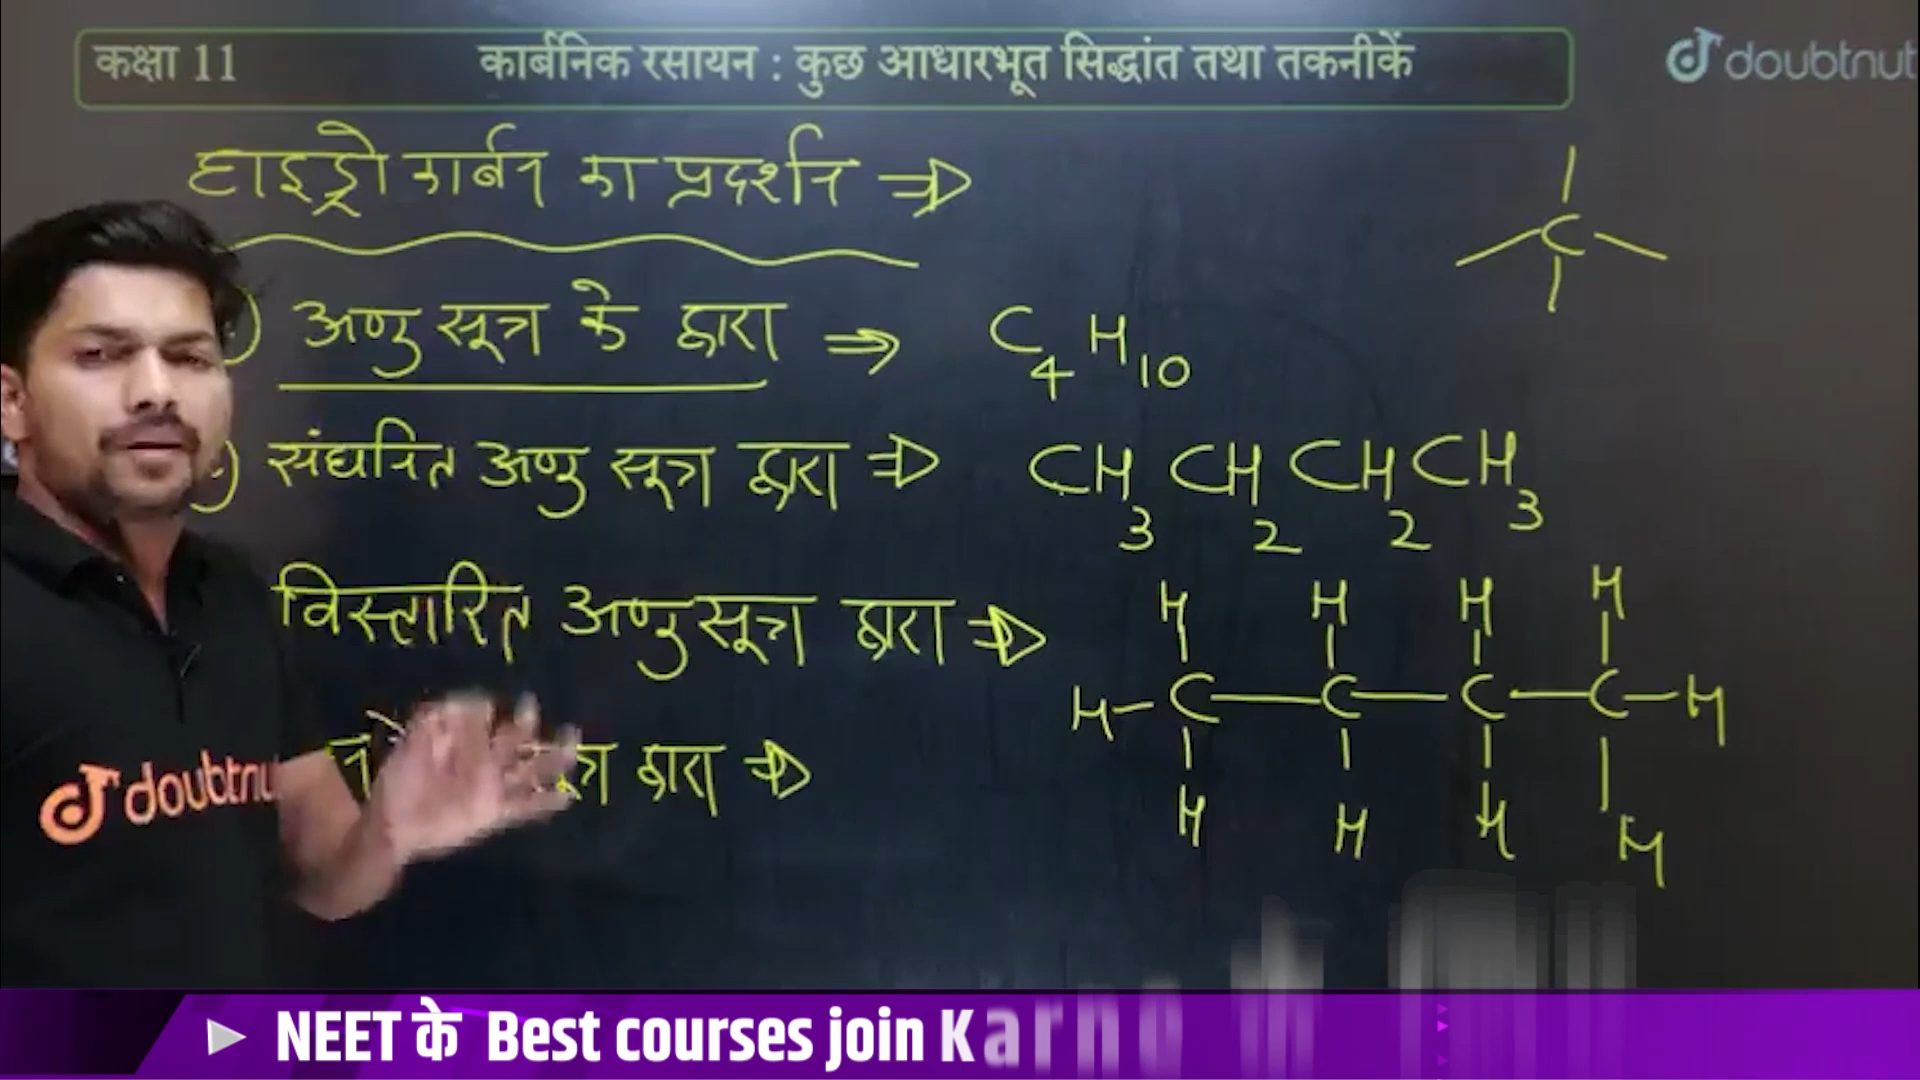 कक्षा 11
कार्बनिक रसायन : कुछ आधारभूत सिद्धांत तथा तकनीकें
doubtnut
हाइड्रोकार्बन का प्रदर्शन ⇒
) अणु सूत्र के द्वारा ⇒ C4H10
) संघनित अणु सूत्र द्वारा ⇒ CH3CH2CH2CH3
विस्तारित अणु सूत्र द्वारा ⇒
सूत्र द्वारा ⇒
C
H H H H
H-C-C-C-C-H
H H H H
doubtnut
NEET के Best courses join K